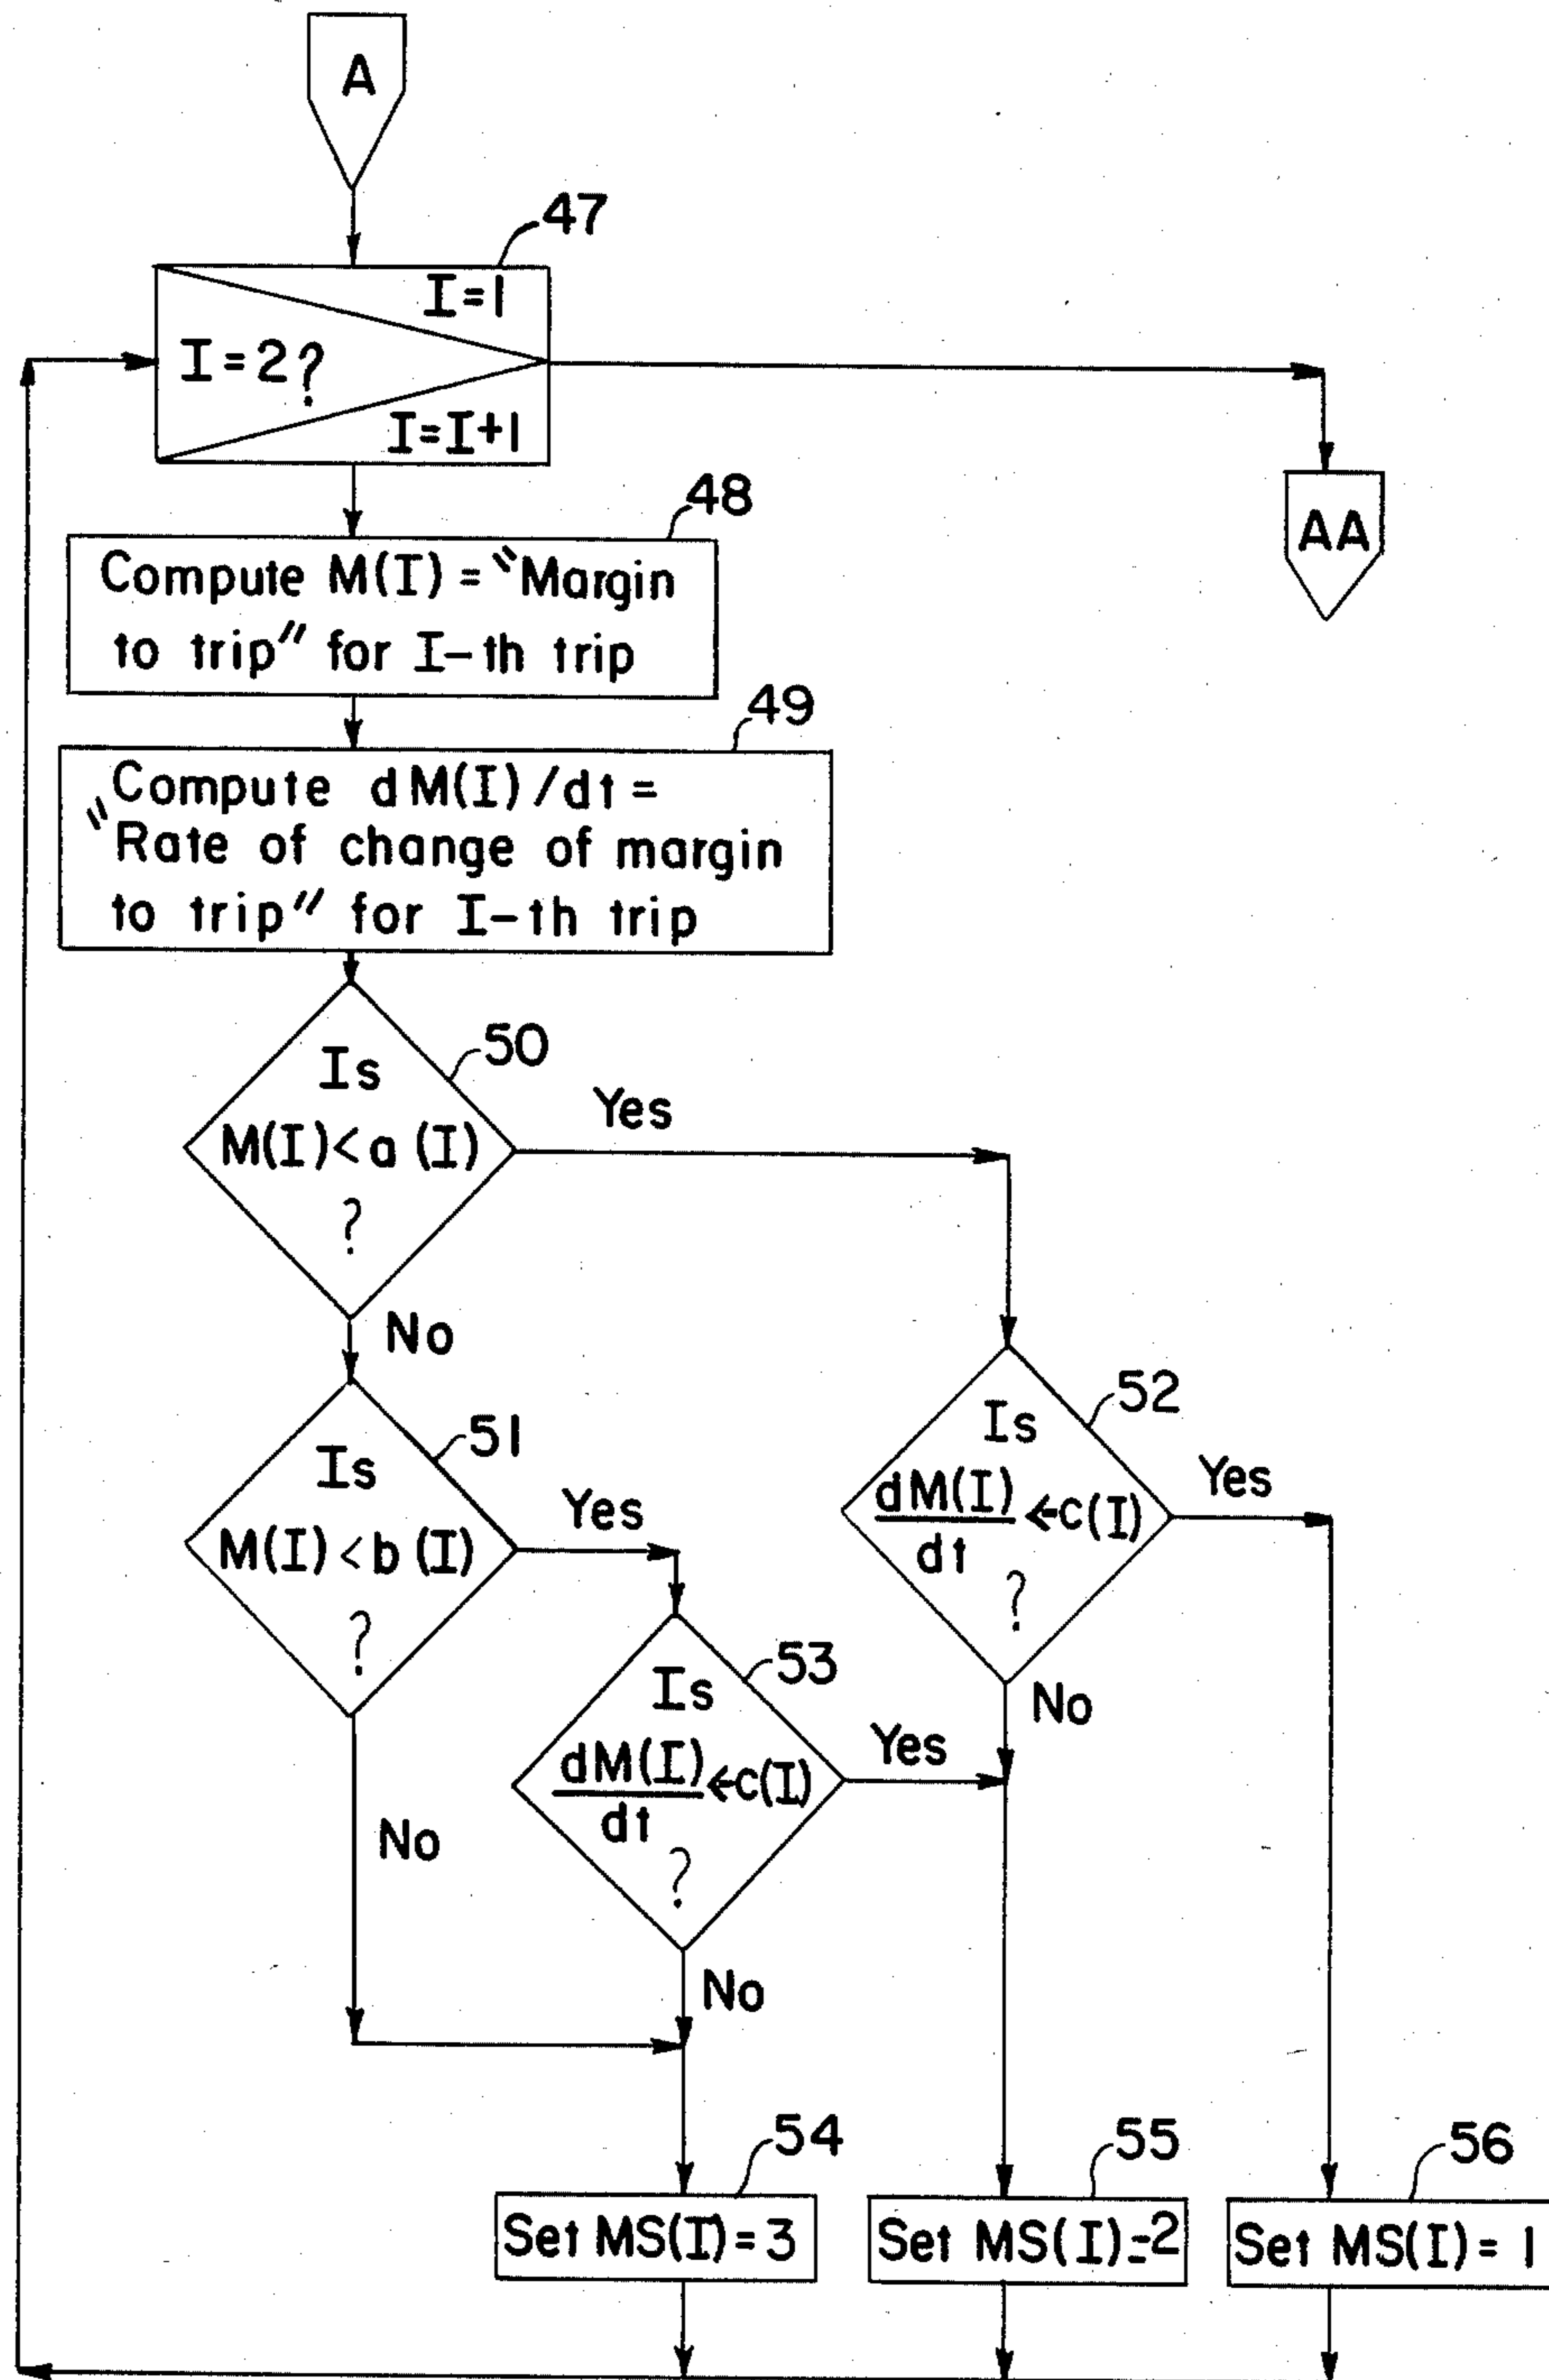 A
47
I=1
I=2?
I=I+1
AA
48
Compute M(I) = "Margin
to trip" for I-th trip
49
Compute dM(I)/dt=
"Rate of change of margin
to trip" for I-th trip
50
Is
M(I)<a(I)
?
Yes
No
51
Is
M(I)<b(I)
?
Yes
No
52
Is
dM(I)
dt
<-c(I)
?
Yes
No
53
Is
dM(I)
dt
<-c(I)
?
Yes
No
54
Set MS(I)=3
55
Set MS(I)=2
56
Set MS(I)=1